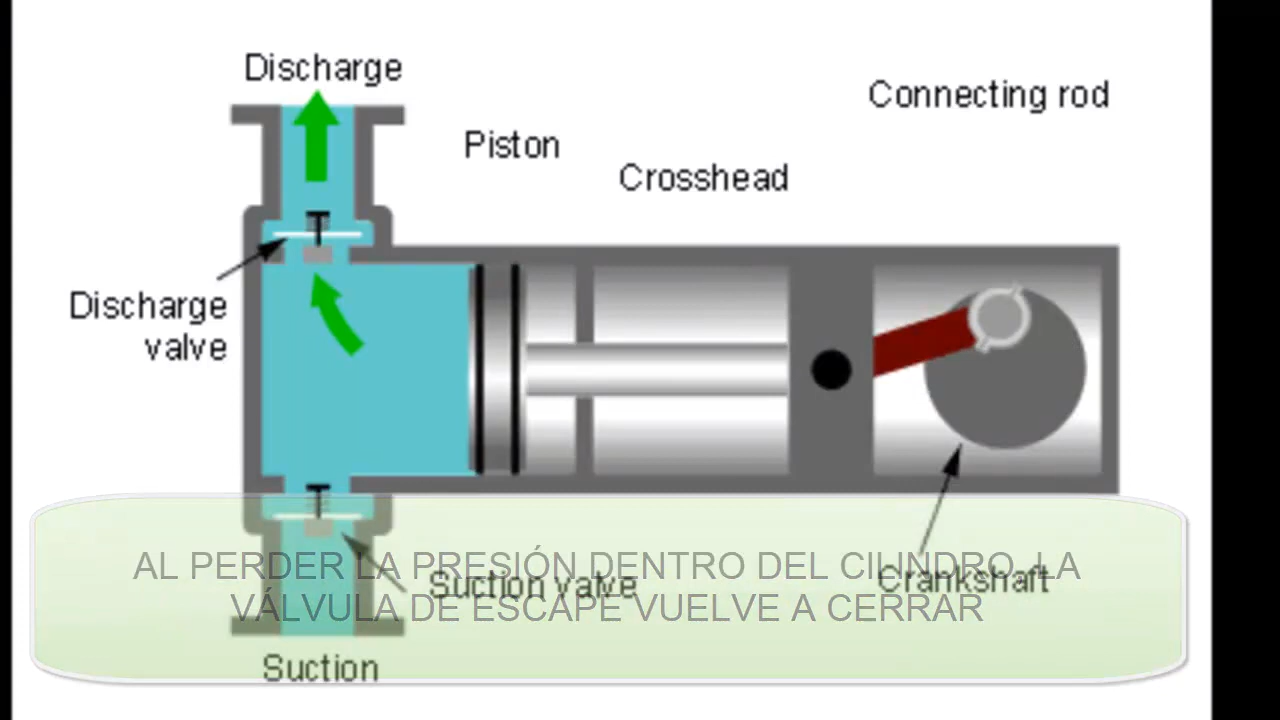 Discharge
Connecting rod
Piston
Crosshead
Discharge
valve
AL PERDER LA PRESIÓN DENTRO DEL CILINDRO, LA
VÁLVULA DE ESCAPE VUELVE A CERRAR
Suction valve
Crankshaft
Suction